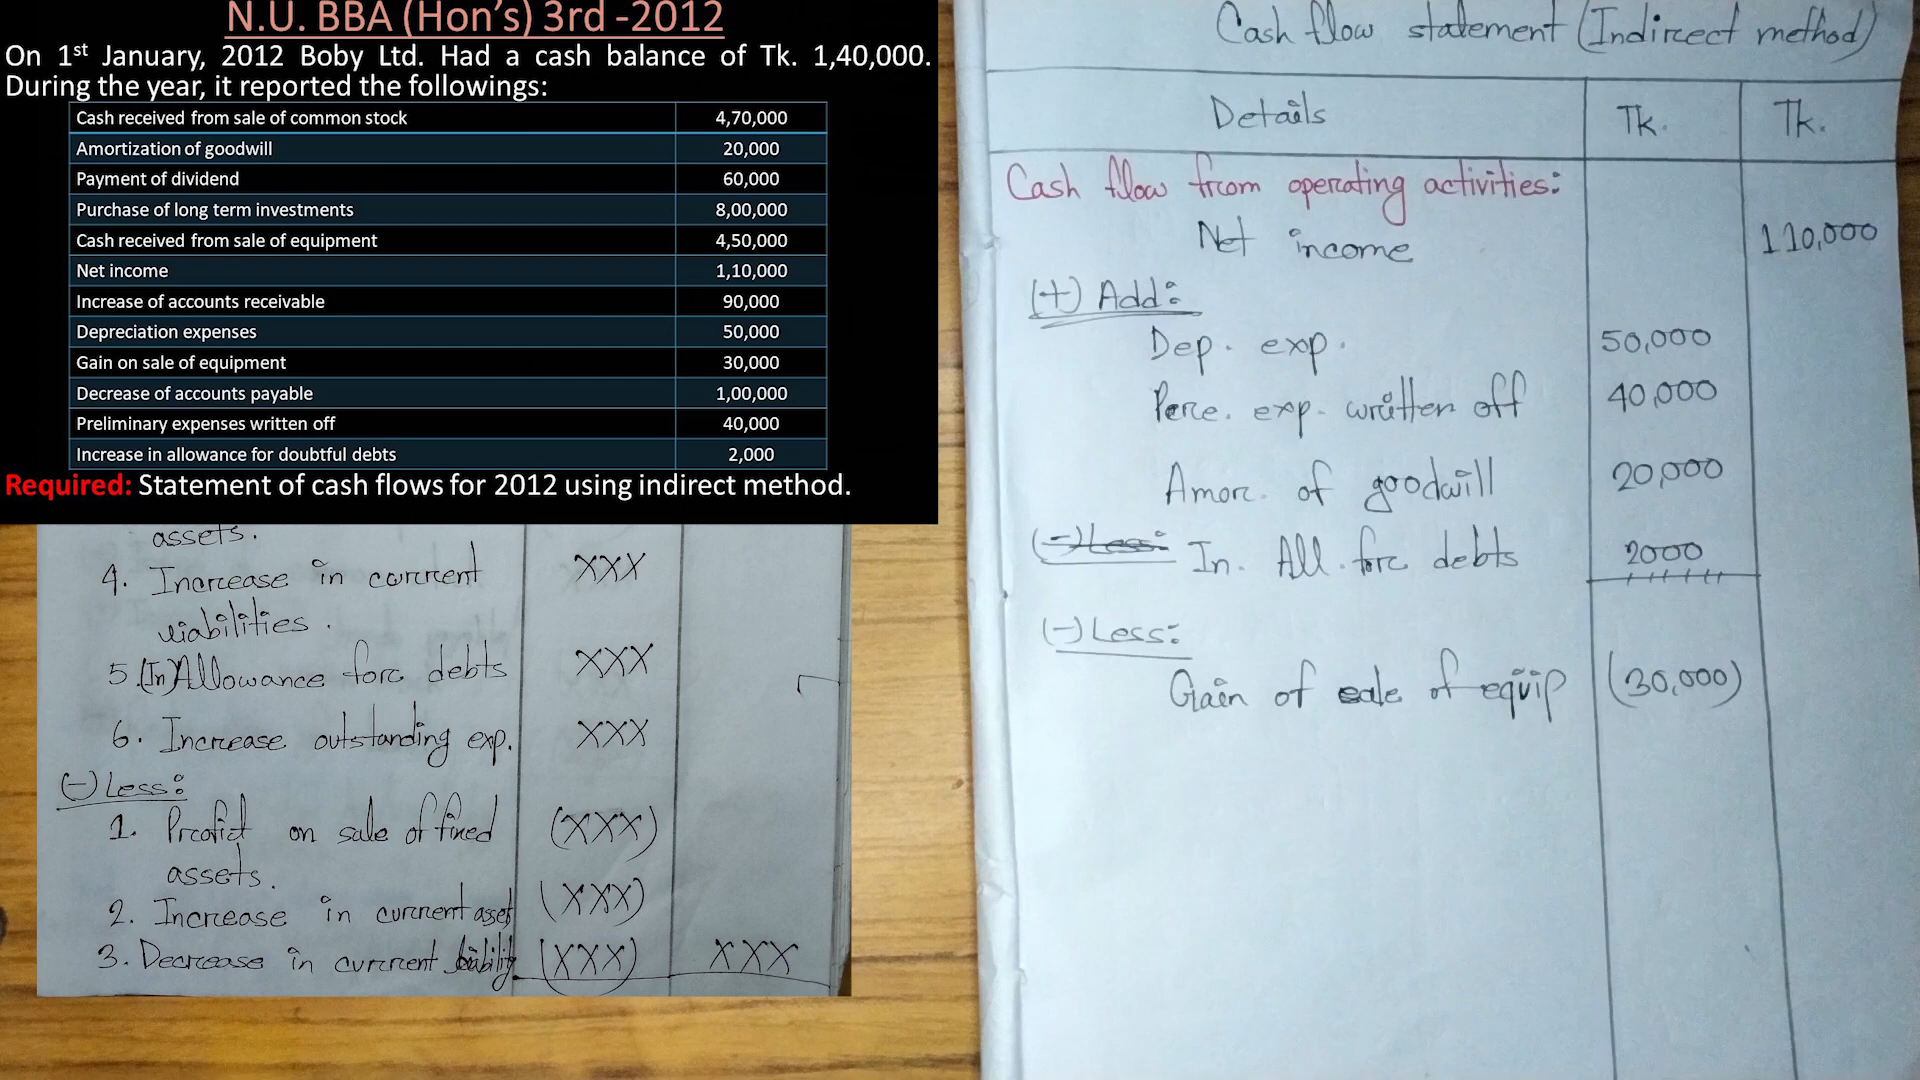 N.U. BBA (Hon’s) 3rd -2012
On 1st January, 2012 Boby Ltd. Had a cash balance of Tk. 1,40,000.
During the year, it reported the followings:
Cash received from sale of common stock 4,70,000
Amortization of goodwill 20,000
Payment of dividend 60,000
Purchase of long term investments 8,00,000
Cash received from sale of equipment 4,50,000
Net income 1,10,000
Increase of accounts receivable 90,000
Depreciation expenses 50,000
Gain on sale of equipment 30,000
Decrease of accounts payable 1,00,000
Preliminary expenses written off 40,000
Increase in allowance for doubtful debts 2,000
Required: Statement of cash flows for 2012 using indirect method.
assets.
4. Increase in current XXX
liabilities.
5.(In)Allowance for debts XXX
6. Increase outstanding exp. XXX
(-) Less:
1. Profit on sale of fixed (XXX)
assets.
2. Increase in current asset (XXX)
3. Decrease in current liability (XXX) XXX
Cash flow statement (Indirect method)
Details Tk. Tk.
Cash flow from operating activities:
Net income 110,000
(+) Add:
Dep. exp. 50,000
Pere. exp. written off 40,000
Amor. of goodwill 20,000
(-) Less: In. All. for debts 2000
(-) Less:
Gain of sale of equip (30,000)